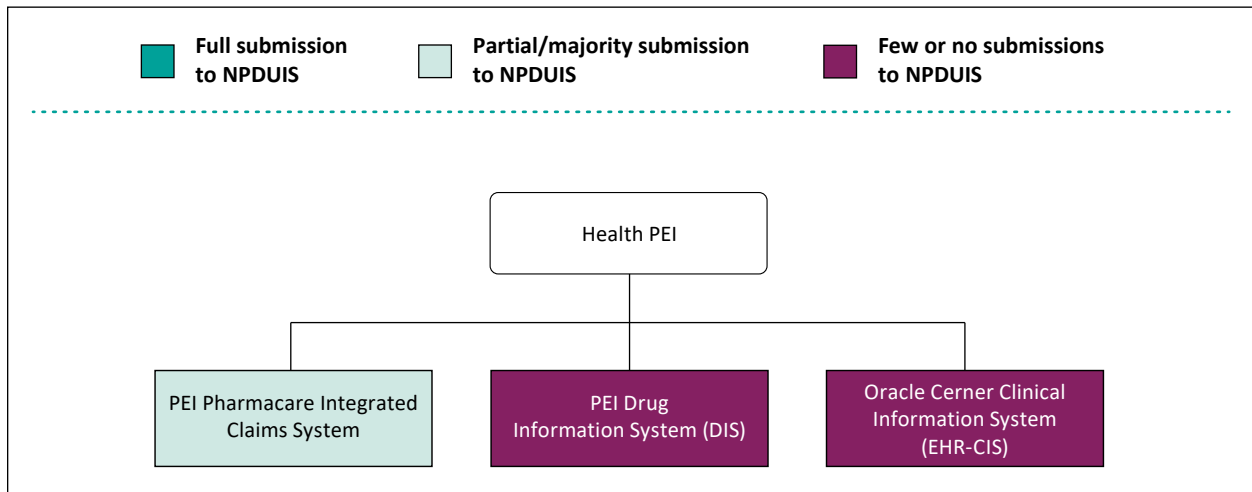 Full submission
to NPDUIS
Partial/majority submission
to NPDUIS
Few or no submissions
to NPDUIS
Health PEI
PEI Pharmacare Integrated
Claims System
PEI Drug
Information System (DIS)
Oracle Cerner Clinical
Information System
(EHR-CIS)